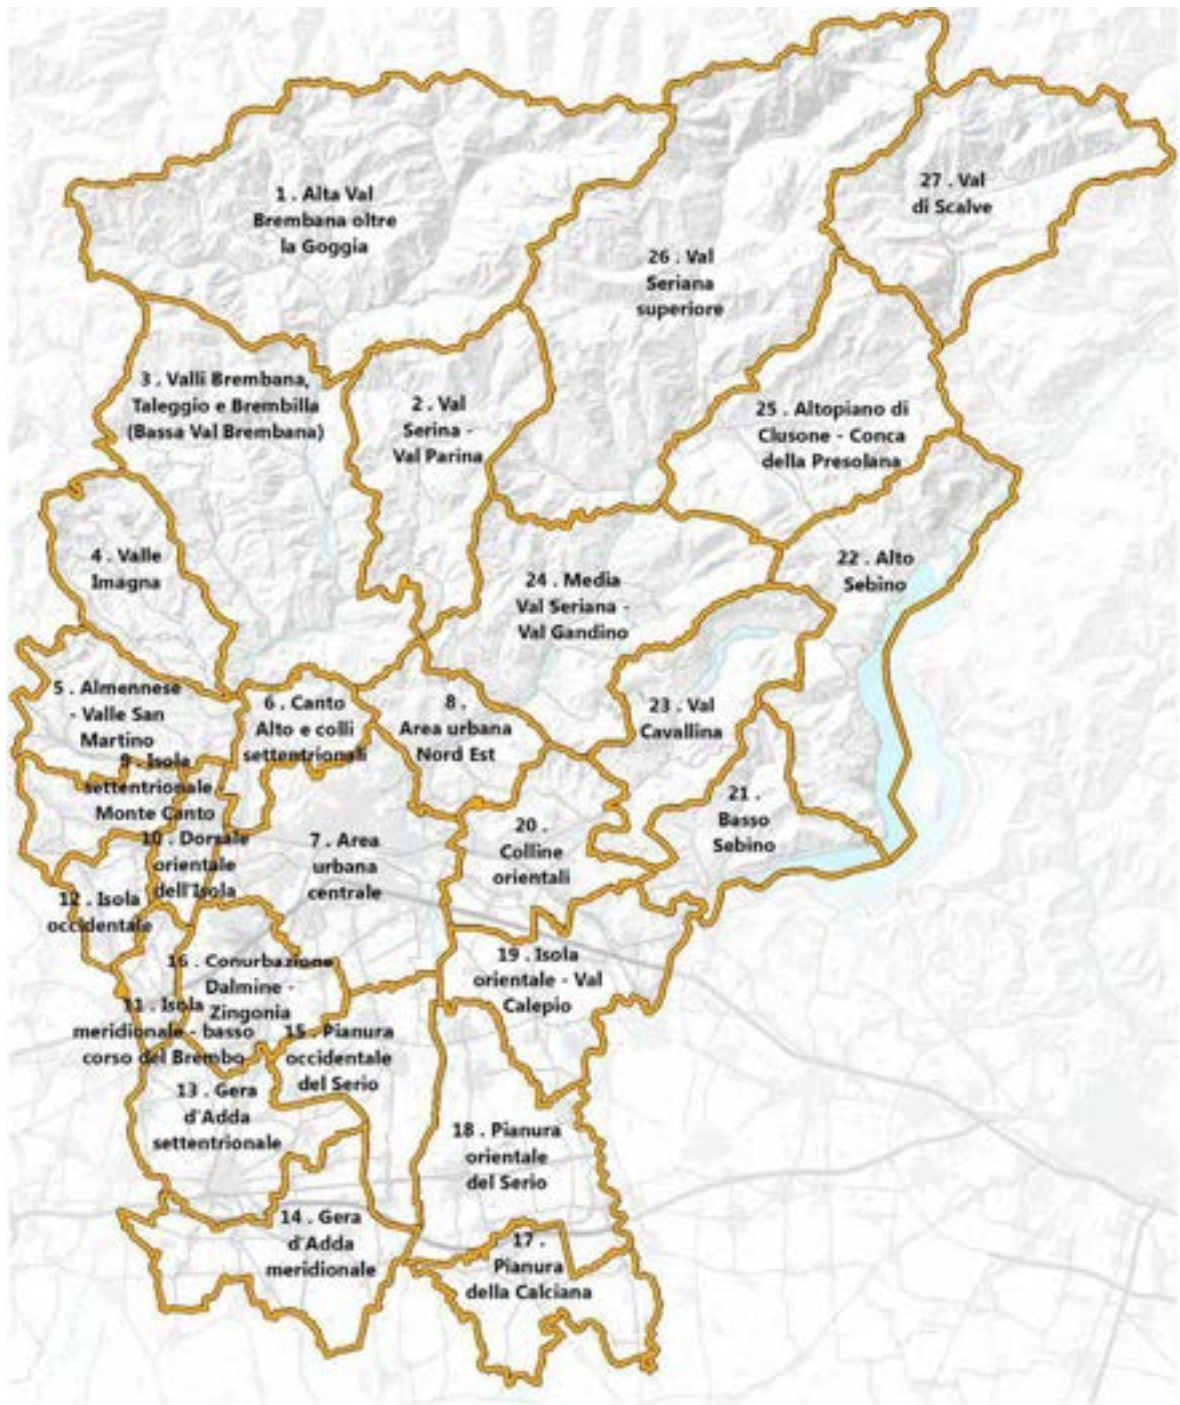 1 . Alta Val
Brembana oltre
la Goggia
27 . Val
di Scalve
26 . Val
Seriana
superiore
3 . Valli Brembana,
Taleggio e Brembilla
(Bassa Val Brembana)
2 . Val
Serina -
Val Parina
25 . Altopiano di
Clusone - Conca
della Presolana
4 . Valle
Imagna
24 . Media
Val Seriana -
Val Gandino
22 . Alto
Sebino
5 . Almennese
- Valle San
Martino
6 . Canto
Alto e colli
settentrionali
8 .
Area urbana
Nord Est
23 . Val
Cavallina
9 . Isola
settentrionale -
Monte Canto
21 .
Basso
Sebino
10 . Dorsale
orientale
dell'Isola
7 . Area
urbana
centrale
20 .
Colline
orientali
12 . Isola
occidentale
16 . Conurbazione
Dalmine -
Zingonia
19 . Isola
orientale - Val
Calepio
11 . Isola
meridionale - basso
corso del Brembo
15 . Pianura
occidentale
del Serio
13 . Gera
d'Adda
settentrionale
18 . Pianura
orientale
del Serio
14 . Gera
d'Adda
meridionale
17 .
Pianura
della Calciana